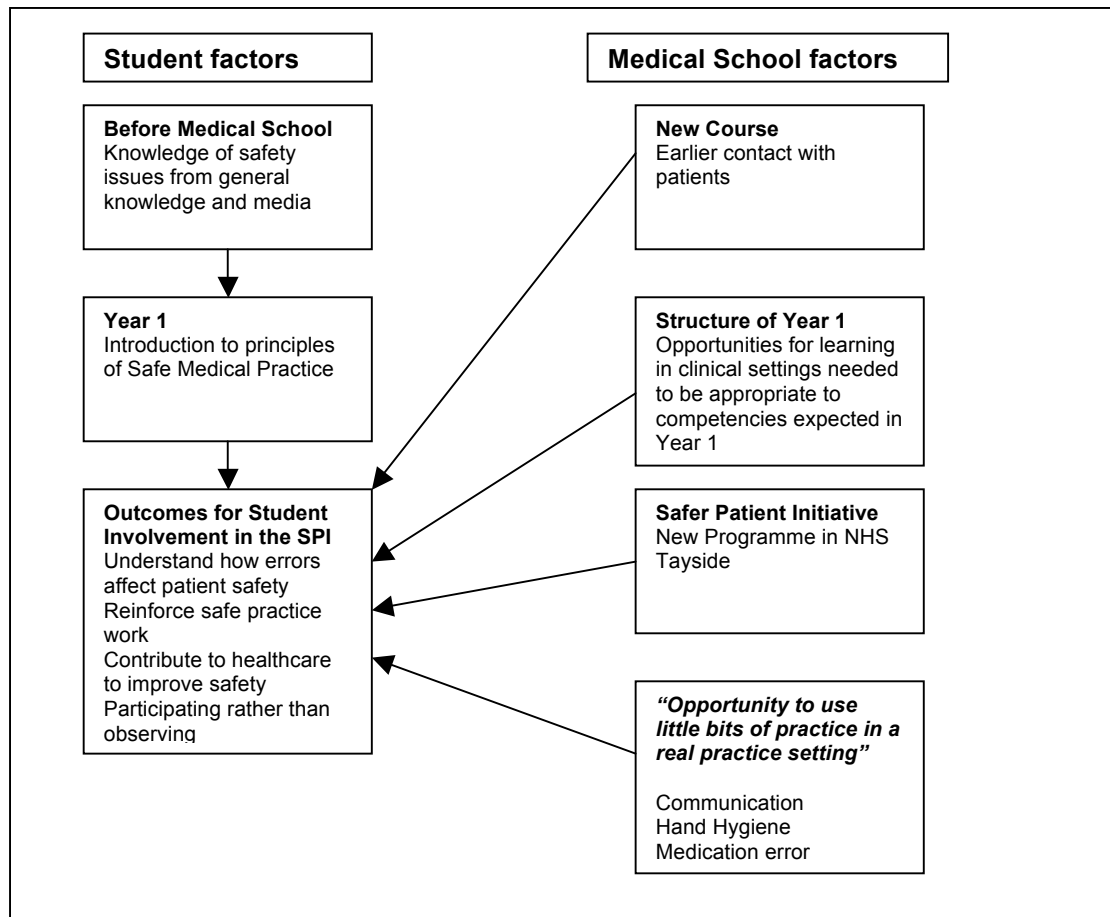 Student factors
Before Medical School
Knowledge of safety
issues from general
knowledge and media
Year 1
Introduction to principles
of Safe Medical Practice
Outcomes for Student
Involvement in the SPI
Understand how errors
affect patient safety
Reinforce safe practice
work
Contribute to healthcare
to improve safety
Participating rather than
observing
Medical School factors
New Course
Earlier contact with
patients
Structure of Year 1
Opportunities for learning
in clinical settings needed
to be appropriate to
competencies expected in
Year 1
Safer Patient Initiative
New Programme in NHS
Tayside
“Opportunity to use
little bits of practice in a
real practice setting”
Communication
Hand Hygiene
Medication error